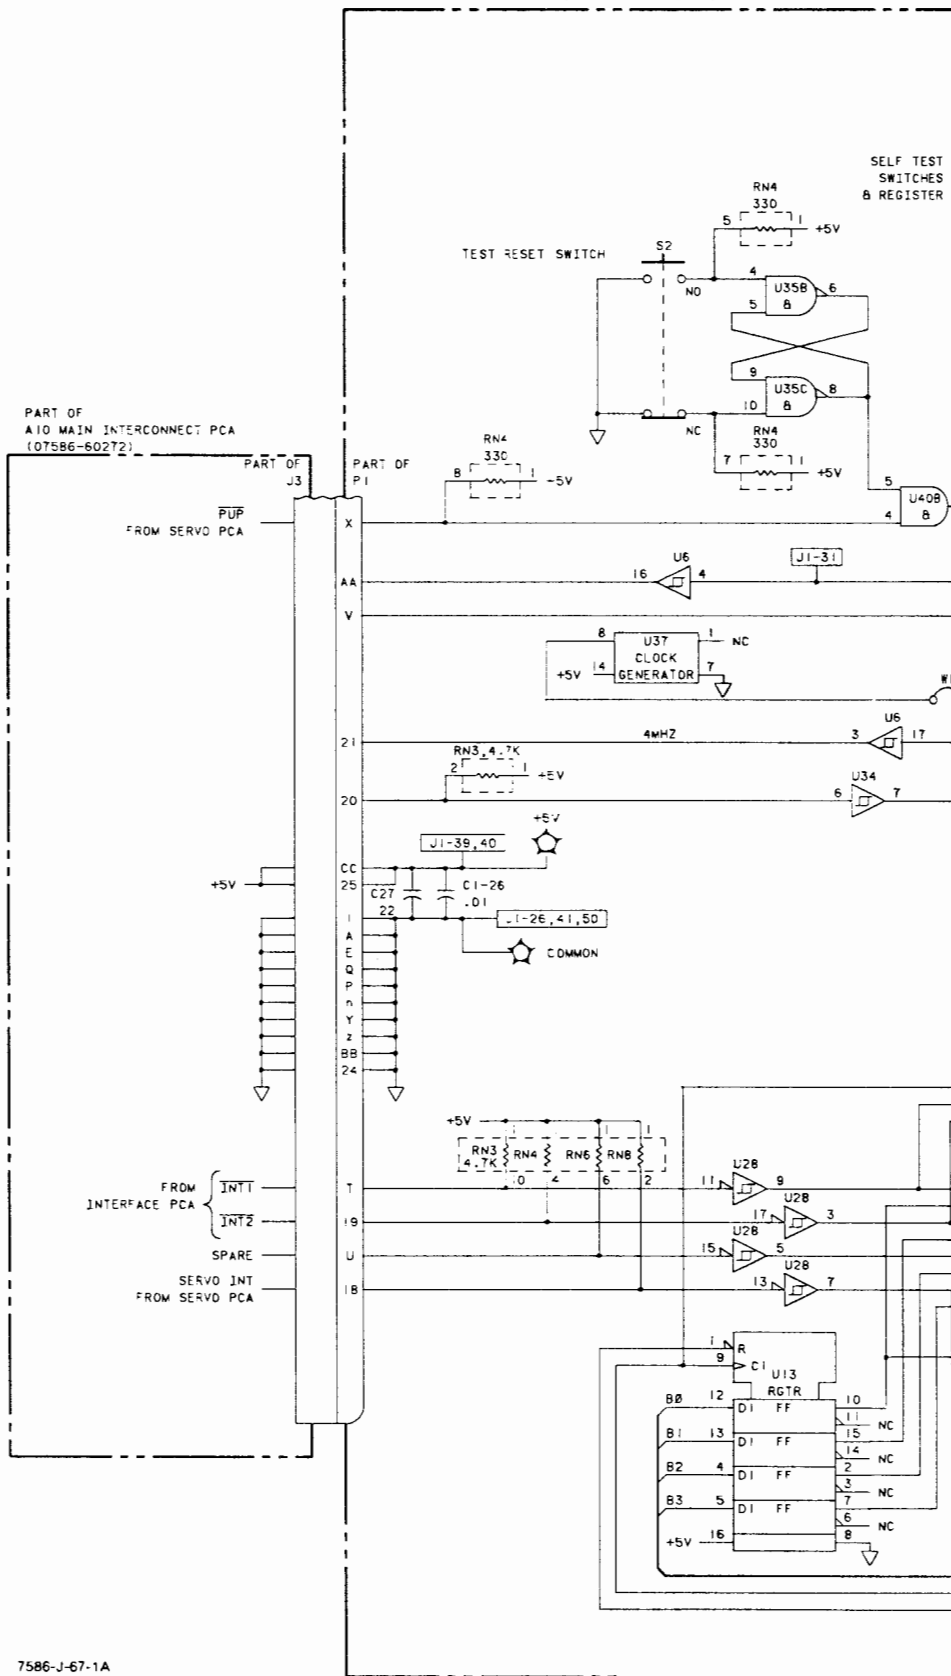 SELF TEST
SWITCHES
& REGISTER
RN4
330
5 1
+5V
TEST RESET SWITCH
S2
4
U35B
&
6
NO
5
9
U35C
&
8
10
NC
RN4
330
7 1
+5V
PART OF
A10 MAIN INTERCONNECT PCA
(07586-60272)
PART OF
J3
PART OF
P1
RN4
330
8 1
5
U40B
&
4
PUP
FROM SERVO PCA
X
U6
16 4
J1-31
AA
V
8
U37
CLOCK
GENERATOR
1
NC
+5V
14
7
U6
21
4MHZ
3 17
RN3,4.7K
2 1
U34
20
6 7
+5V
J1-39,40
CC
+5V
25
C27
22
C1-26
.01
1
J1-26,41,50
A
E
COMMON
Q
P
n
Y
z
BB
24
+5V
1 1
RN3
4.7K
RN4
RN6
RN8
10 4 6 2
FROM
INTERFACE PCA
INT1
T
11
U28
9
INT2
19
17
U28
3
SPARE
U
15
U28
5
SERVO INT
FROM SERVO PCA
18
13
U28
7
1
R
9
C1
U13
RGTR
B0 12 D1 FF 10
11 NC
B1 13 D1 FF 15
14 NC
B2 4 D1 FF 2
3 NC
B3 5 D1 FF 7
6 NC
+5V 16 8
7586-J-67-1A